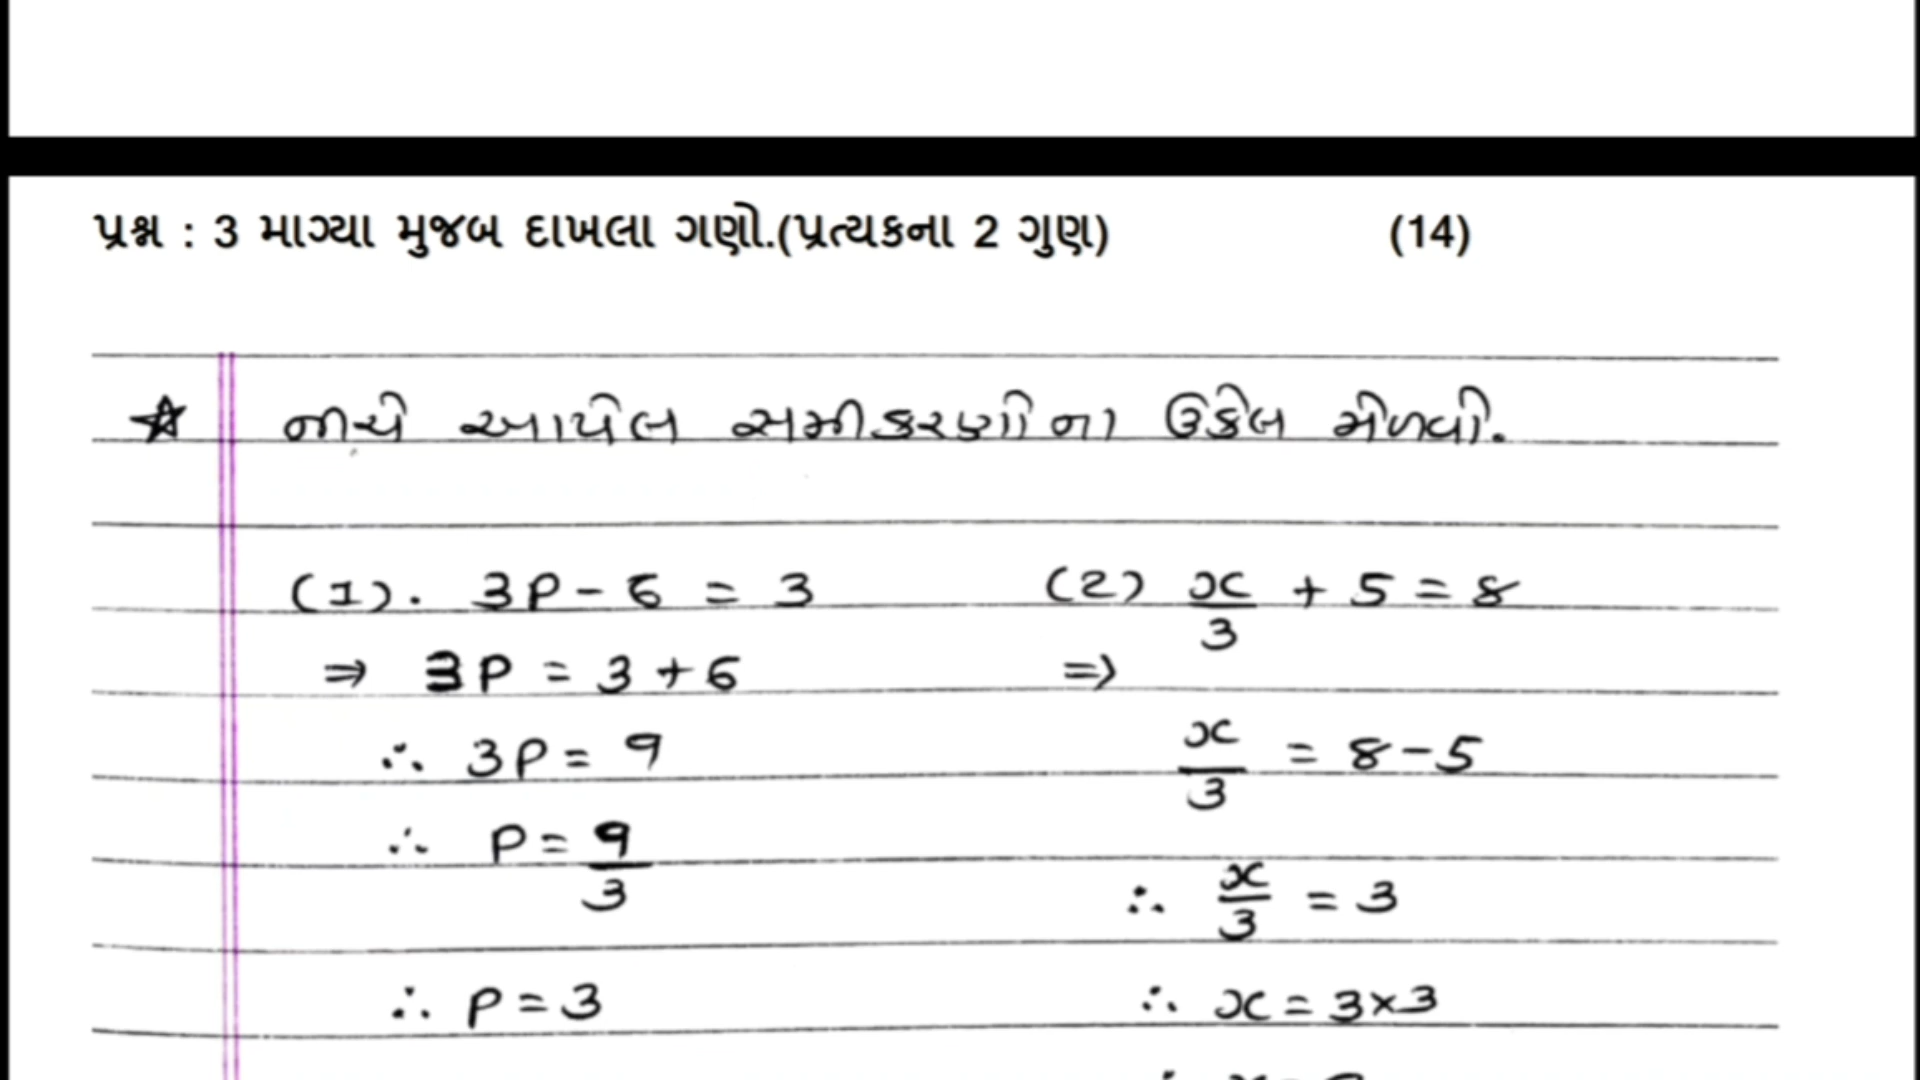 પ્રશ્ન : 3 માગ્યા મુજબ દાખલા ગણો.(પ્રત્યકના 2 ગુણ) (14)
☆ નીચે આપેલ સમીકરણોના ઉકેલ મેળવો.
(1). 3P - 6 = 3
⇒ 3P = 3 + 6
∴ 3P = 9
∴ P = 9/3
∴ P = 3
(2) x/3 + 5 = 8
⇒
x/3 = 8 - 5
∴ x/3 = 3
∴ x = 3 × 3